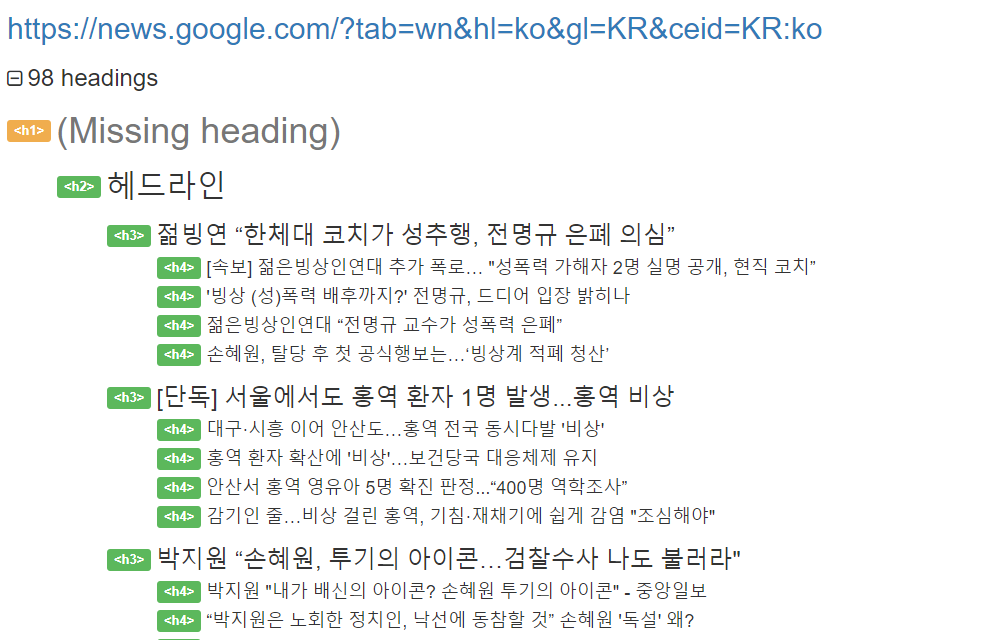 https://news.google.com/?tab=wn&hl=ko&gl=KR&ceid=KR:ko
98 headings
<h1> (Missing heading)
<h2> 헤드라인
<h3> 젊빙연 “한체대 코치가 성추행, 전명규 은폐 의심”
<h4> [속보] 젊은빙상인연대 추가 폭로… "성폭력 가해자 2명 실명 공개, 현직 코치”
<h4> '빙상 (성)폭력 배후까지?' 전명규, 드디어 입장 밝히나
<h4> 젊은빙상인연대 “전명규 교수가 성폭력 은폐”
<h4> 손혜원, 탈당 후 첫 공식행보는…‘빙상계 적폐 청산’
<h3> [단독] 서울에서도 홍역 환자 1명 발생...홍역 비상
<h4> 대구·시흥 이어 안산도…홍역 전국 동시다발 '비상'
<h4> 홍역 환자 확산에 '비상'…보건당국 대응체제 유지
<h4> 안산서 홍역 영유아 5명 확진 판정...“400명 역학조사”
<h4> 감기인 줄…비상 걸린 홍역, 기침·재채기에 쉽게 감염 "조심해야"
<h3> 박지원 “손혜원, 투기의 아이콘…검찰수사 나도 불러라"
<h4> 박지원 "내가 배신의 아이콘? 손혜원 투기의 아이콘" - 중앙일보
<h4> “박지원은 노회한 정치인, 낙선에 동참할 것” 손혜원 '독설' 왜?